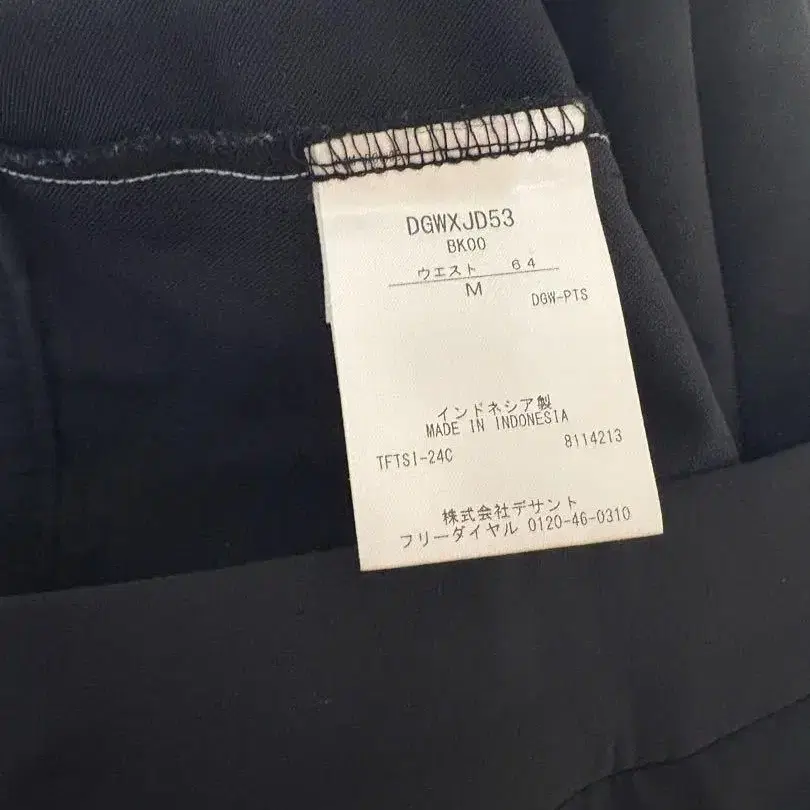 DGWXJD53
BK00
ウエスト 64
M
DGW-PTS
インドネシア製
MADE IN INDONESIA
TFTSI-24C 8114213
株式会社デサント
フリーダイヤル 0120-46-0310